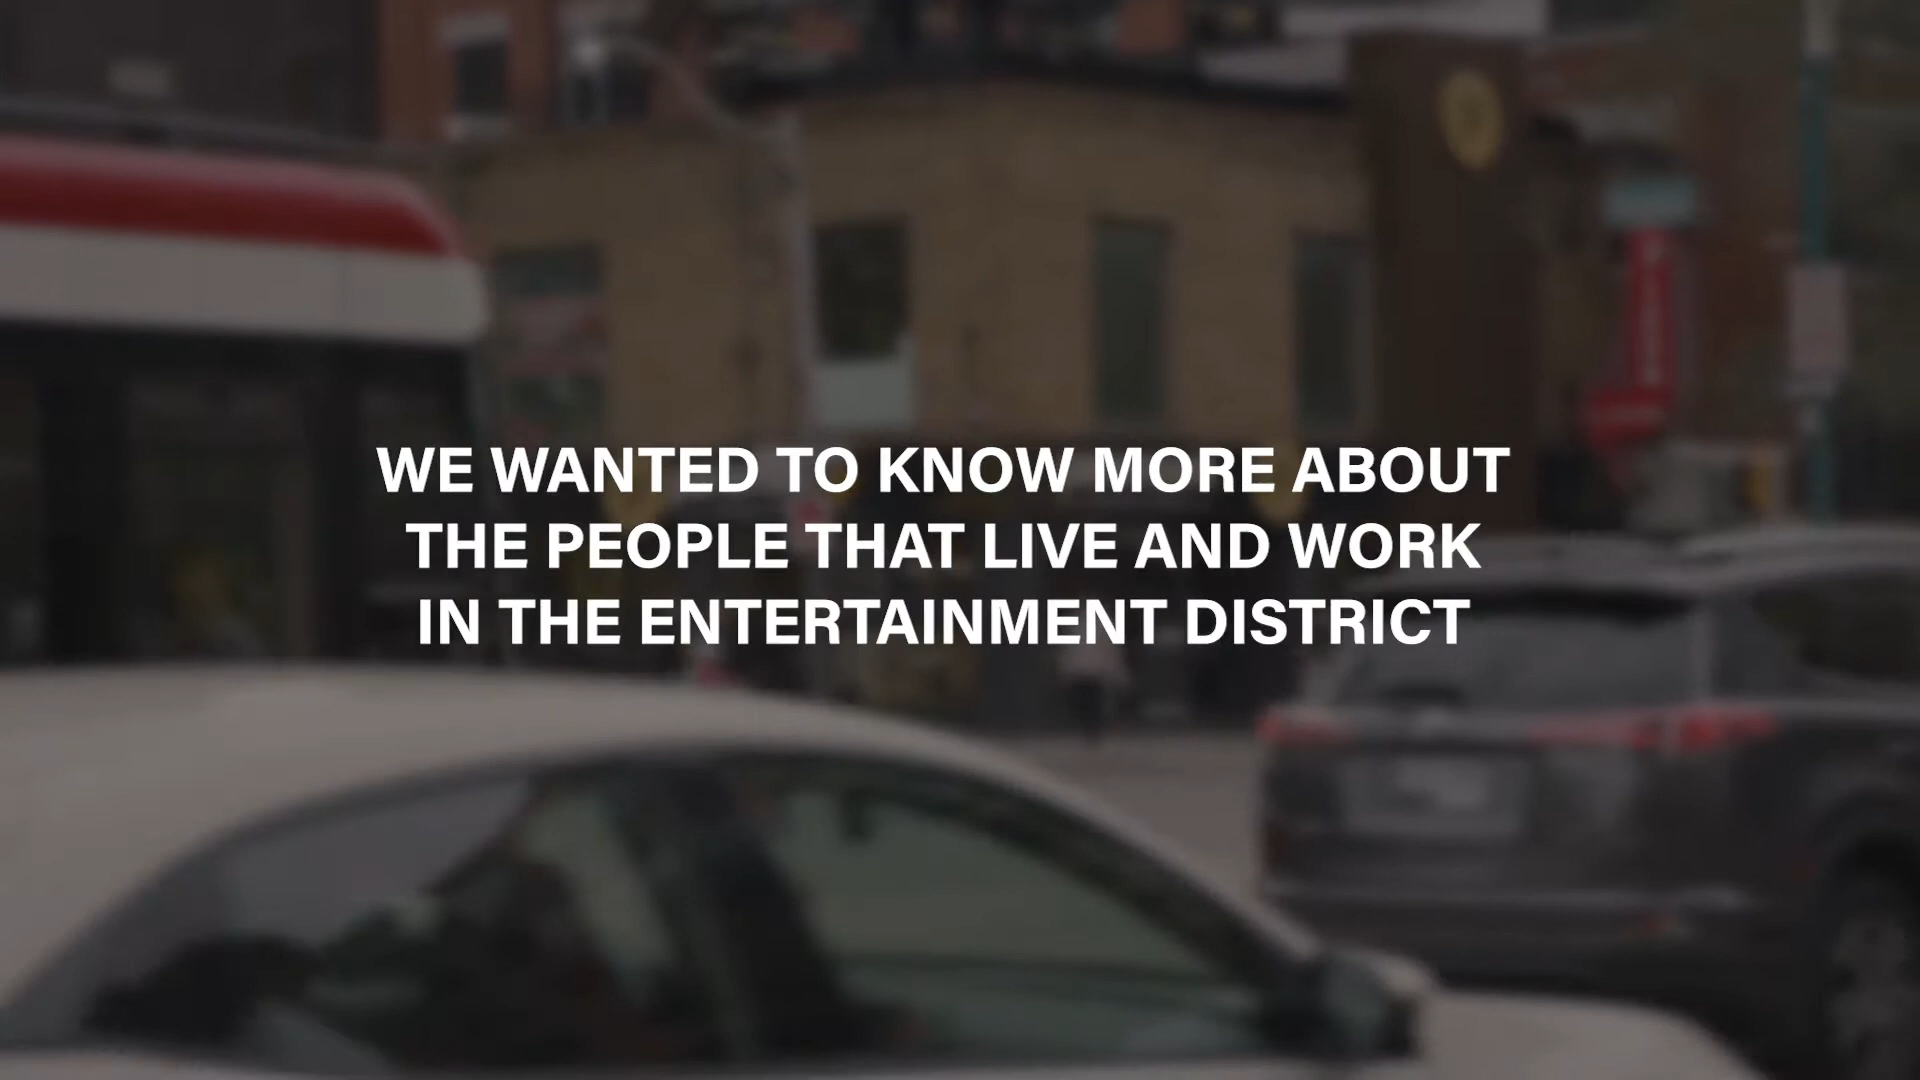 WE WANTED TO KNOW MORE ABOUT
THE PEOPLE THAT LIVE AND WORK
IN THE ENTERTAINMENT DISTRICT